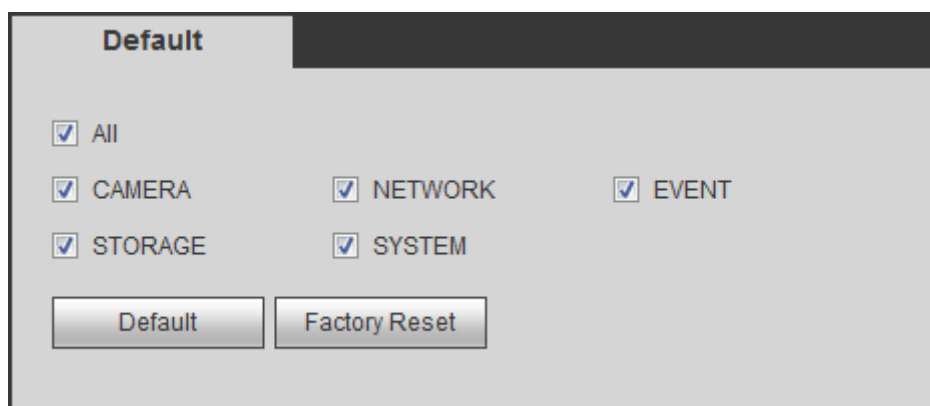 Default
All
CAMERA NETWORK EVENT
STORAGE SYSTEM
Default Factory Reset